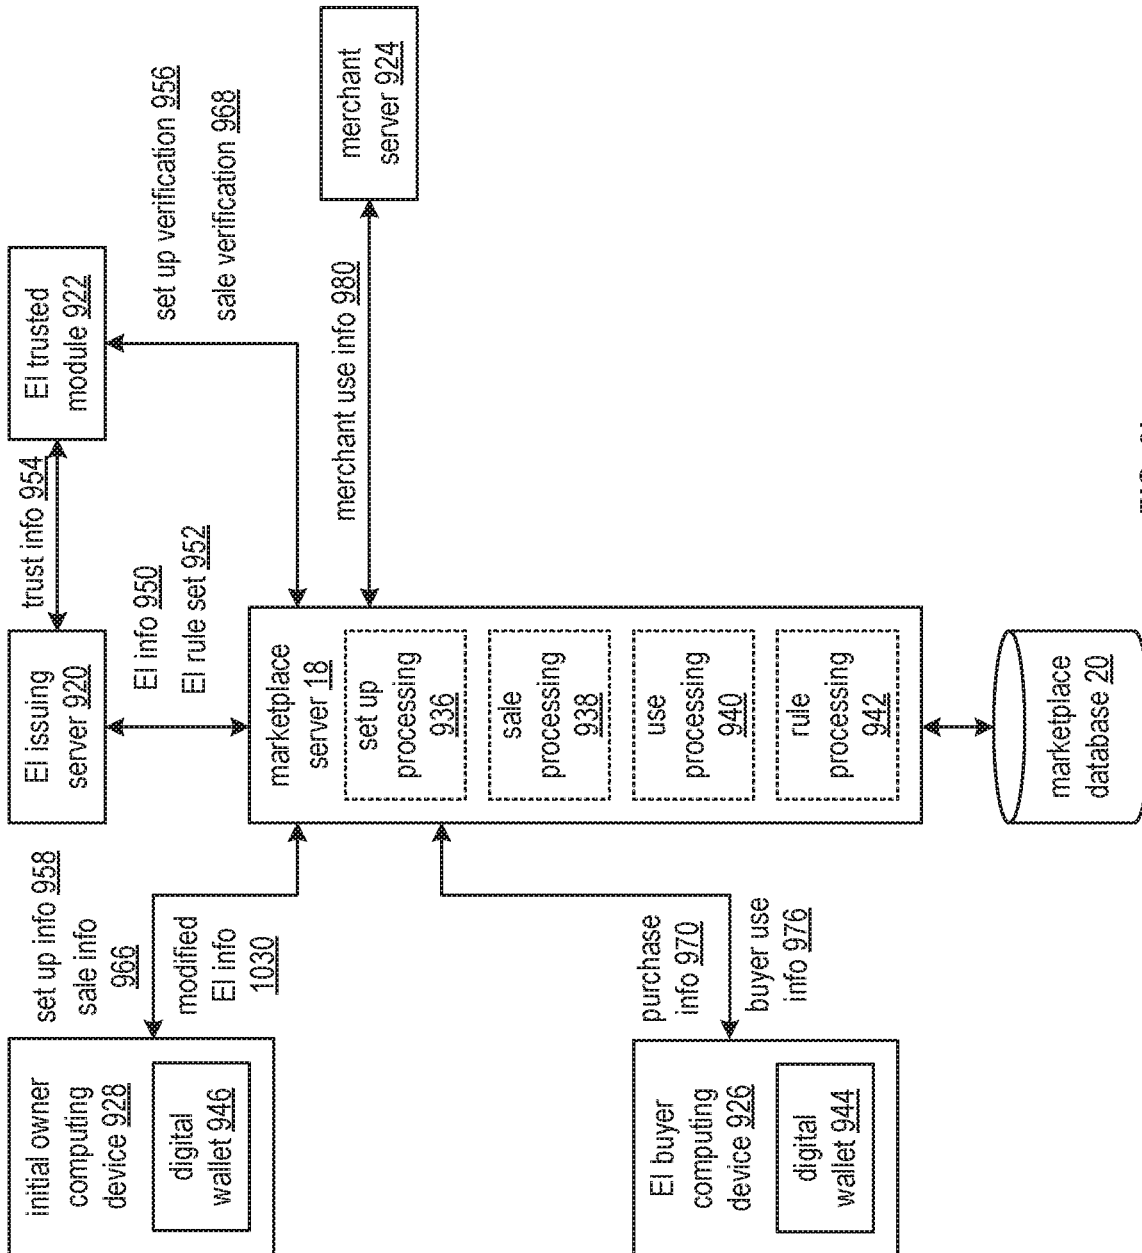 EI buyer
computing
device 926
digital
wallet 944
initial owner
computing
device 928
digital
wallet 946
purchase
info 970
buyer use
info 976
set up info 958
sale info
966
modified
EI info
1030
marketplace
database 20
marketplace
server 18
set up
processing
936
sale
processing
938
use
processing
940
rule
processing
942
EI issuing
server 920
EI info 950
EI rule set 952
trust info 954
EI trusted
module 922
set up verification 956
sale verification 968
merchant use info 980
merchant
server 924